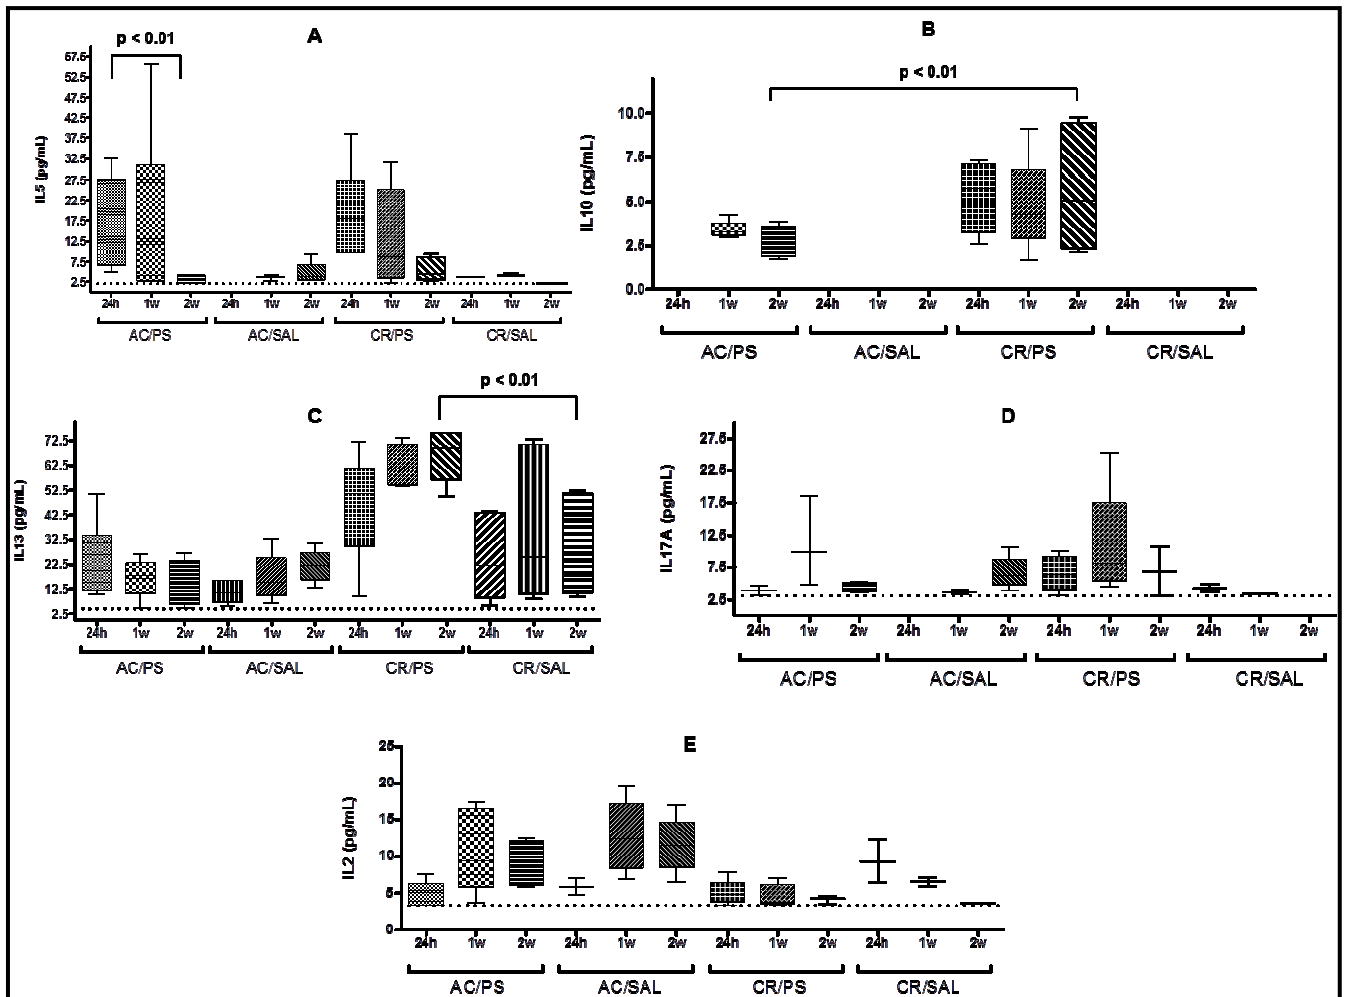 A
p < 0.01
IL5 (pg/mL)
57.5
52.5
47.5
42.5
37.5
32.5
27.5
22.5
17.5
12.5
7.5
2.5
24h 1w 2w 24h 1w 2w 24h 1w 2w 24h 1w 2w
AC/PS AC/SAL CR/PS CR/SAL
B
p < 0.01
IL10 (pg/mL)
10.0
7.5
5.0
2.5
0.0
24h 1w 2w 24h 1w 2w 24h 1w 2w 24h 1w 2w
AC/PS AC/SAL CR/PS CR/SAL
C
p < 0.01
IL13 (pg/mL)
72.5
62.5
52.5
42.5
32.5
22.5
12.5
2.5
24h 1w 2w 24h 1w 2w 24h 1w 2w 24h 1w 2w
AC/PS AC/SAL CR/PS CR/SAL
D
IL17A (pg/mL)
27.5
22.5
17.5
12.5
7.5
2.5
24h 1w 2w 24h 1w 2w 24h 1w 2w 24h 1w 2w
AC/PS AC/SAL CR/PS CR/SAL
E
IL2 (pg/mL)
25
20
15
10
5
0
24h 1w 2w 24h 1w 2w 24h 1w 2w 24h 1w 2w
AC/PS AC/SAL CR/PS CR/SAL